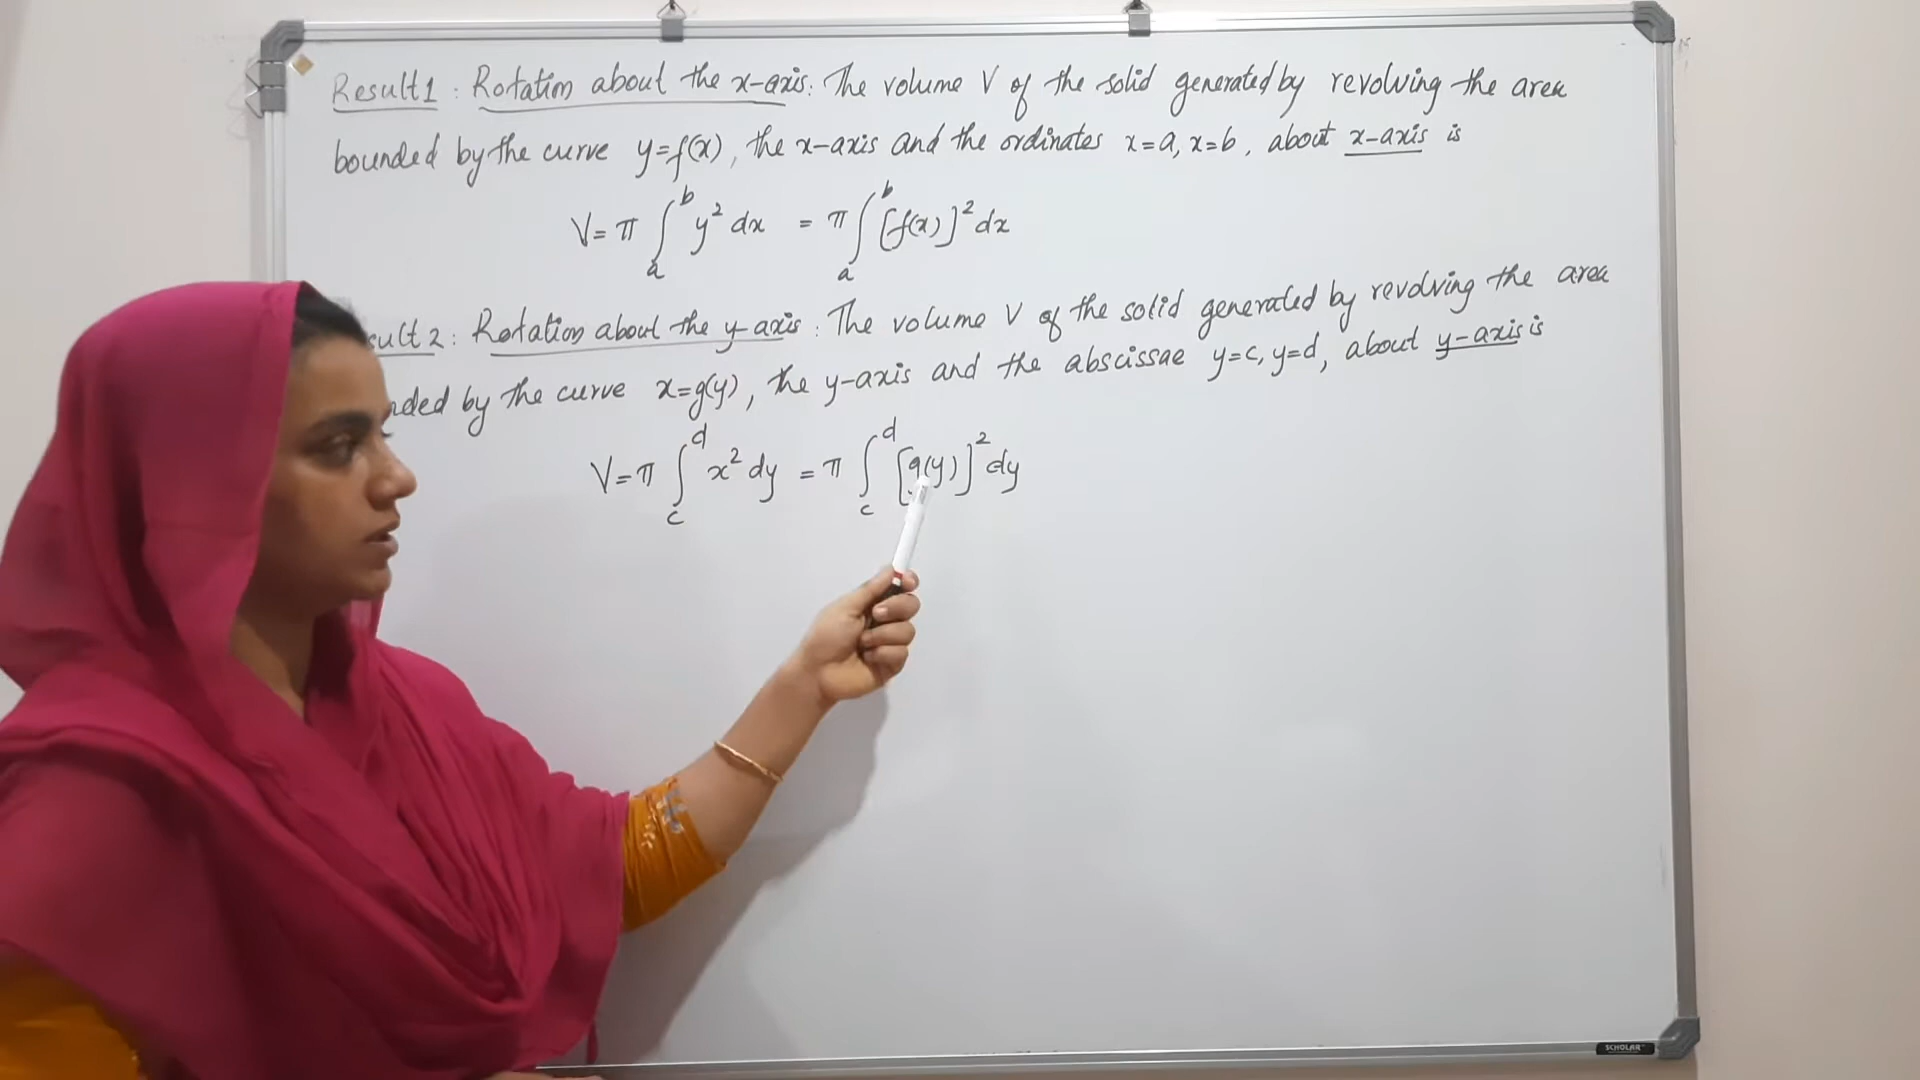 Result 1 : Rotation about the x-axis: The volume V of the solid generated by revolving the area
bounded by the curve y=f(x), the x-axis and the ordinates x=a, x=b, about x-axis is
V = π ∫_a^b y² dx = π ∫_a^b [f(x)]² dx
sult 2 : Rotation about the y-axis : The volume V of the solid generated by revolving the area
nded by the curve x=g(y), the y-axis and the abscissae y=c, y=d, about y-axis is
V = π ∫_c^d x² dy = π ∫_c^d [g(y)]² dy
SCHOLAR